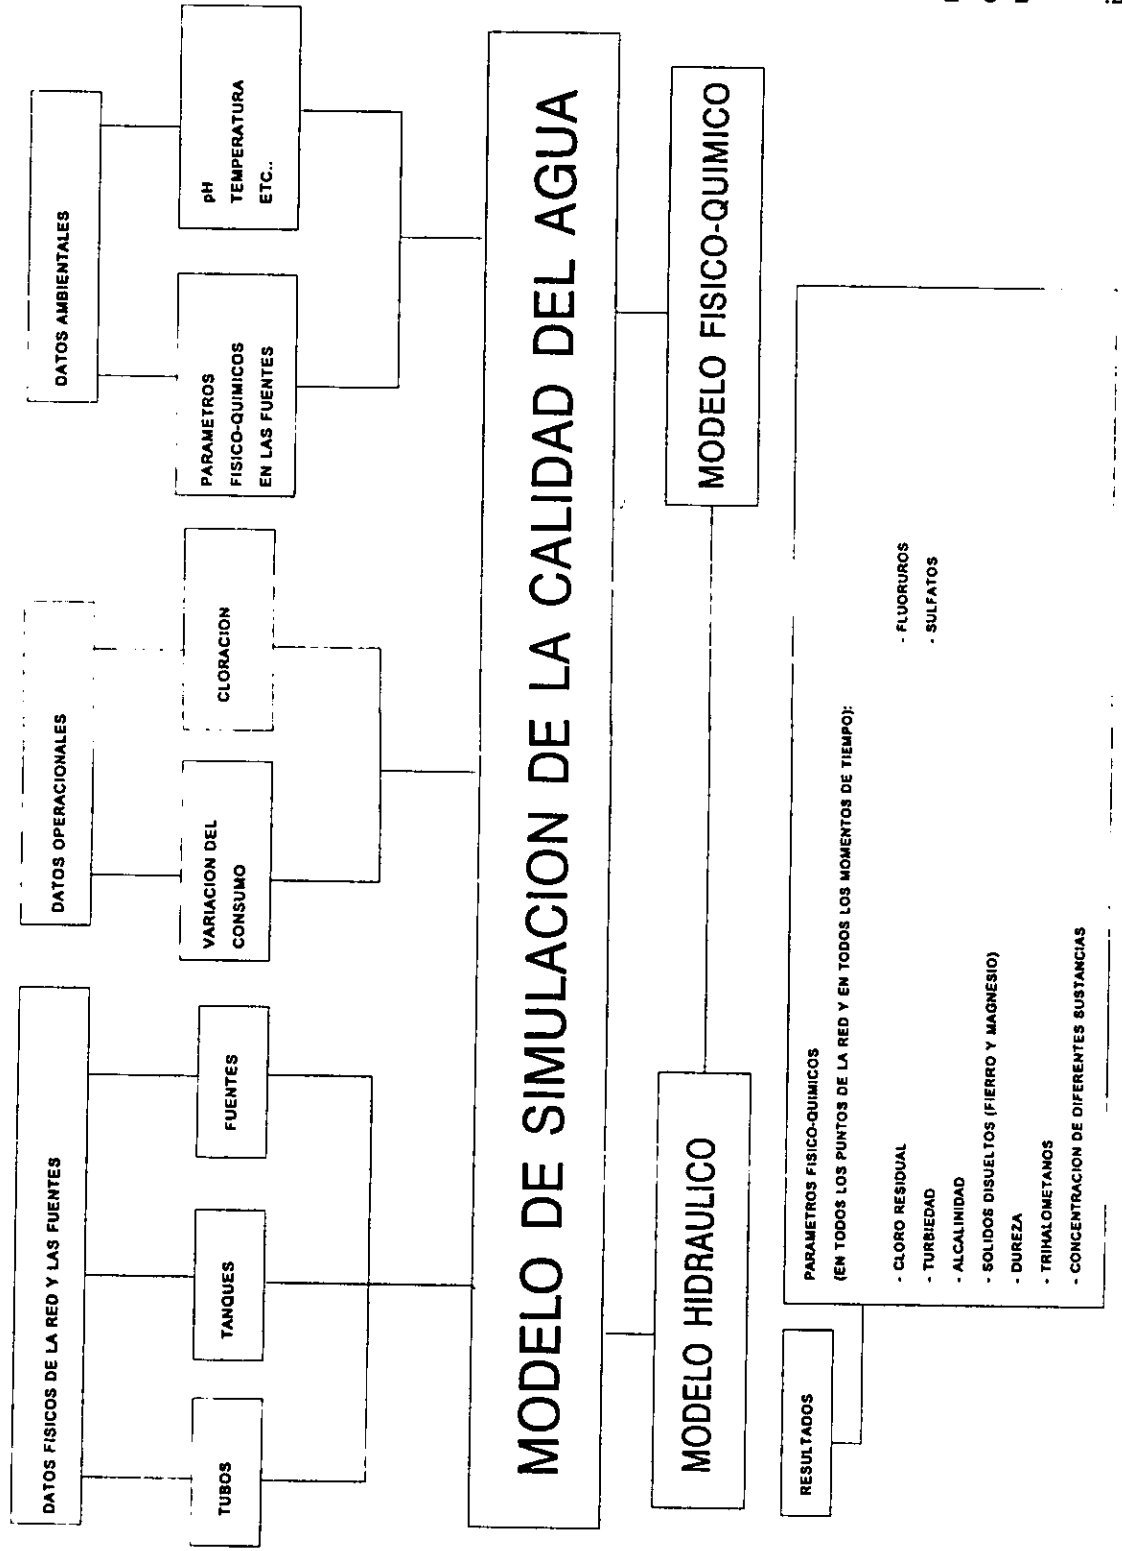 DATOS FISICOS DE LA RED Y LAS FUENTES
DATOS OPERACIONALES
DATOS AMBIENTALES
TUBOS
TANQUES
FUENTES
VARIACION DEL
CONSUMO
CLORACION
PARAMETROS
FISICO-QUIMICOS
EN LAS FUENTES
pH
TEMPERATURA
ETC..
MODELO DE SIMULACION DE LA CALIDAD DEL AGUA
MODELO HIDRAULICO
MODELO FISICO-QUIMICO
RESULTADOS
PARAMETROS FISICO-QUIMICOS
(EN TODOS LOS PUNTOS DE LA RED Y EN TODOS LOS MOMENTOS DE TIEMPO):
- CLORO RESIDUAL
- TURBIEDAD
- ALCALINIDAD
- SOLIDOS DISUELTOS (FIERRO Y MAGNESIO)
- DUREZA
- TRIHALOMETANOS
- CONCENTRACION DE DIFERENTES SUSTANCIAS
- FLUORUROS
- SULFATOS